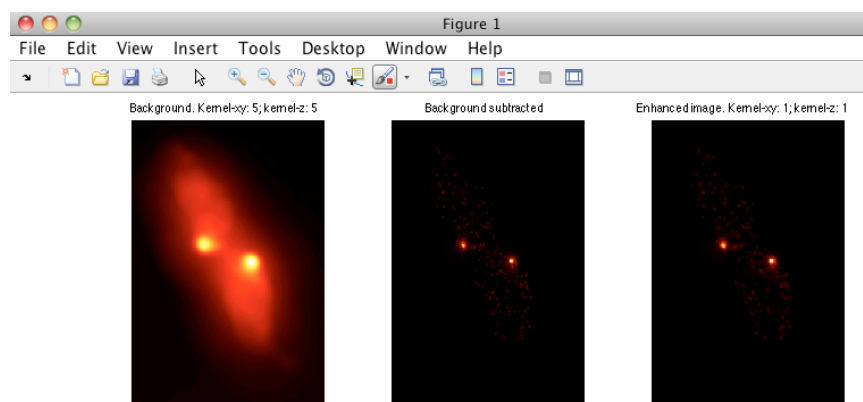 Figure 1
File Edit View Insert Tools Desktop Window Help
Background. Kernel-xy: 5; kernel-z: 5
Background subtracted
Enhanced image. Kernel-xy: 1; kernel-z: 1